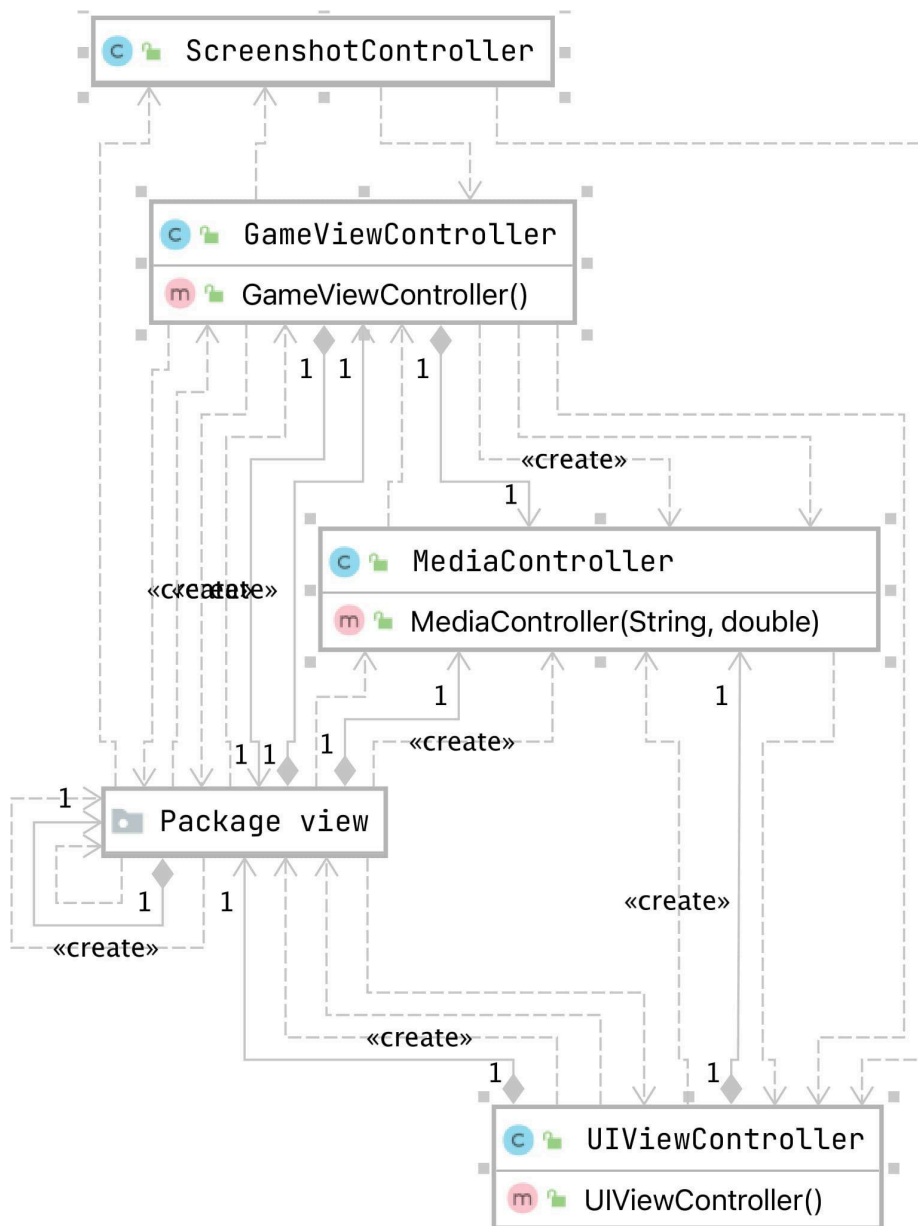 ScreenshotController
GameViewController
GameViewController()
1
1
1
«create»
1
MediaController
«create»
MediaController(String, double)
1
1
1
1
1
«create»
1
Package view
1
1
«create»
«create»
«create»
1
1
UIViewController
UIViewController()